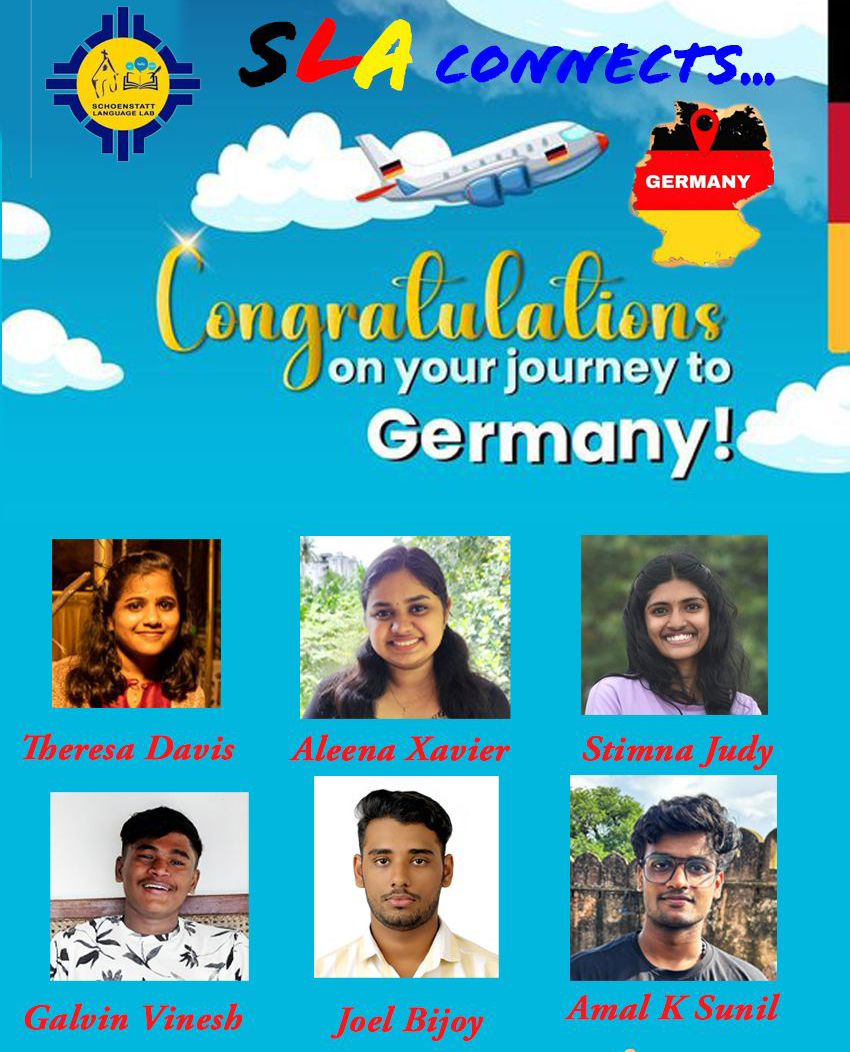 SCHOENSTATT
LANGUAGE LAB
SLA CONNECTS...
GERMANY
Congratulations
on your journey to
Germany!
Theresa Davis
Aleena Xavier
Stimna Judy
Galvin Vinesh
Joel Bijoy
Amal K Sunil